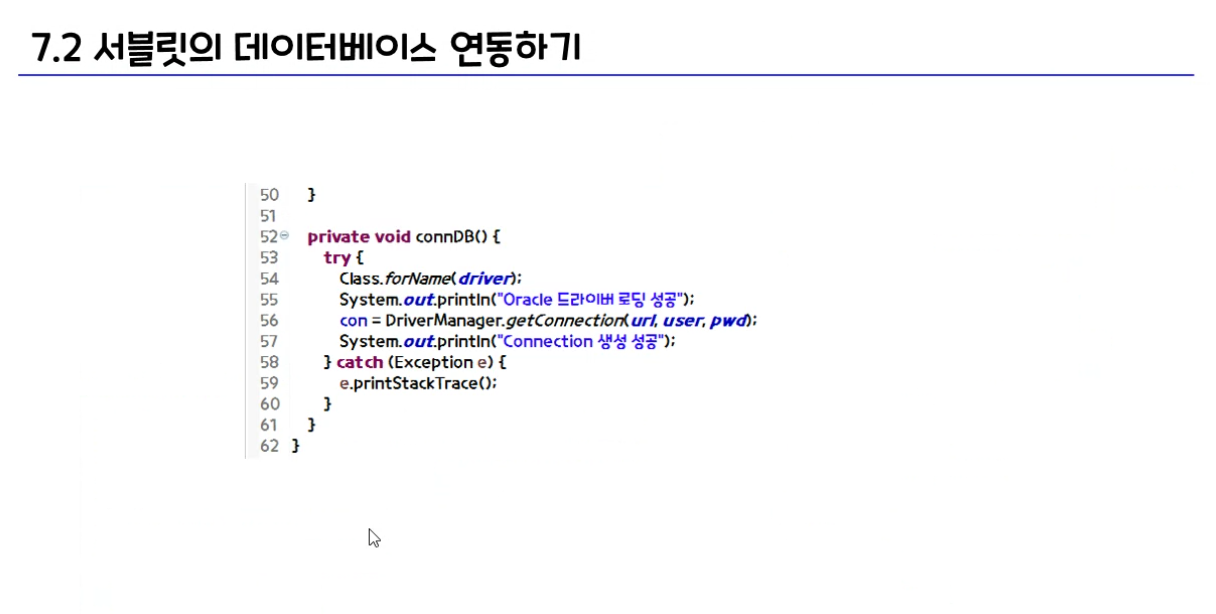 7.2 서블릿의 데이터베이스 연동하기
50 }
51
52 private void connDB() {
53 try {
54 Class.forName(driver);
55 System.out.println("Oracle 드라이버 로딩 성공");
56 con = DriverManager.getConnection(url, user, pwd);
57 System.out.println("Connection 생성 성공");
58 } catch (Exception e) {
59 e.printStackTrace();
60 }
61 }
62 }